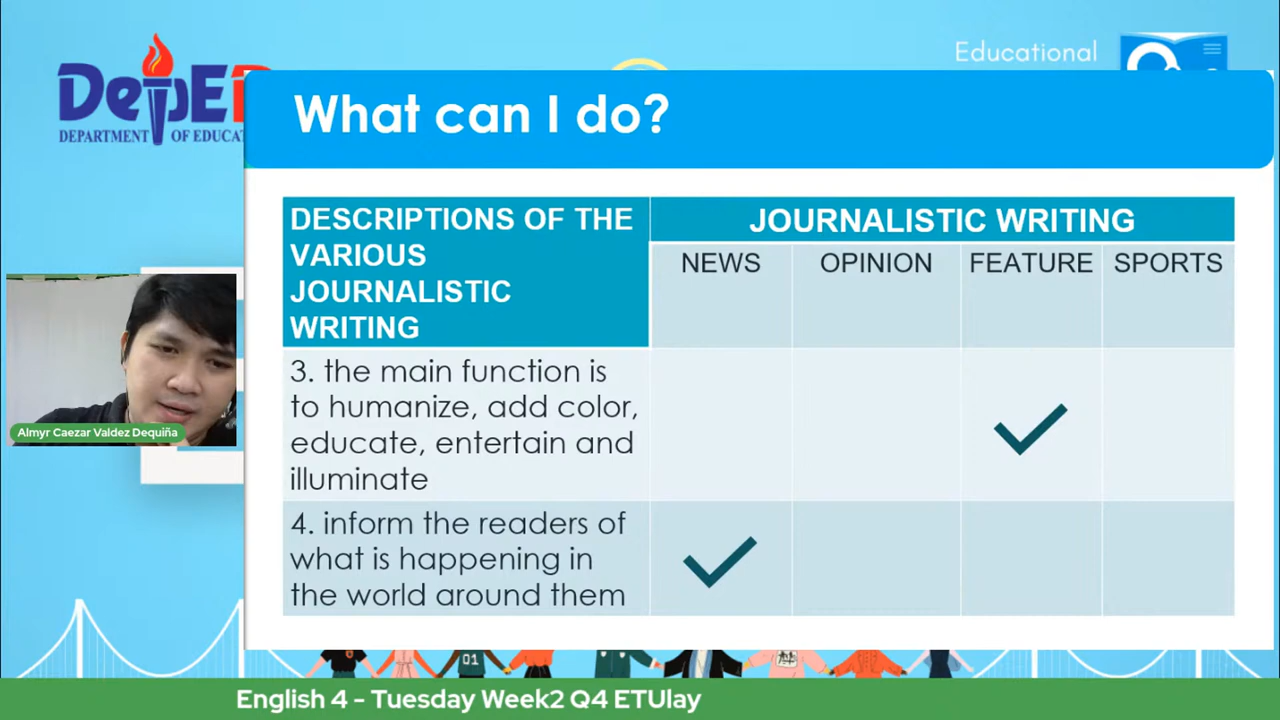 DepED
DEPARTMENT OF EDUCAT
Educational
What can I do?
DESCRIPTIONS OF THE
VARIOUS
JOURNALISTIC
WRITING
JOURNALISTIC WRITING
NEWS OPINION FEATURE SPORTS
3. the main function is
to humanize, add color,
educate, entertain and
illuminate
4. inform the readers of
what is happening in
the world around them
Almyr Caezar Valdez Dequiña
01
English 4 - Tuesday Week2 Q4 ETUlay